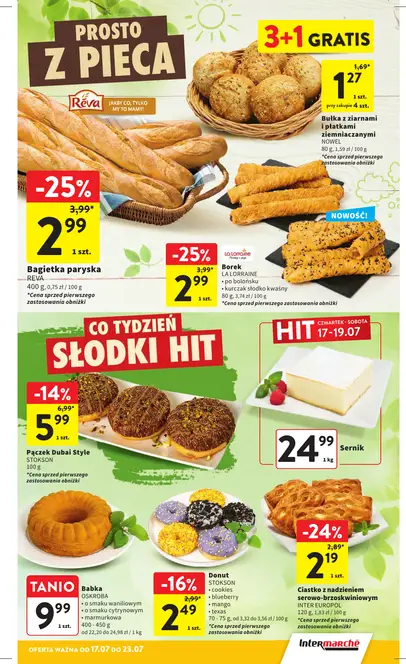 PROSTO
Z PIECA
3+1 GRATIS
Réva
JAKBY CO, TYLKO
MY TO MAMY!
1,69*
1 27
1 szt.
przy zakupie 4 szt.
Bułka z ziarnami
i płatkami
ziemniaczanymi
NOWEL
80 g, 1,59 zł / 100 g
*Cena sprzed pierwszego
zastosowania obniżki
-25%
3,99*
2 99
1 szt.
Bagietka paryska
REVA
400 g, 0,75 zł / 100 g
*Cena sprzed pierwszego
zastosowania obniżki
NOWOŚĆ!
-25%
3,99*
2 99
1 szt.
LA LORRAINE
Borek
LA LORRAINE
• po bolońsku
• kurczak słodko kwaśny
80 g, 3,74 zł / 100 g
*Cena sprzed pierwszego
zastosowania obniżki
CO TYDZIEŃ
SŁODKI HIT
-14%
6,99*
5 99
1 szt.
Pączek Dubai Style
STOKSON
100 g
*Cena sprzed pierwszego
zastosowania obniżki
HIT
CZWARTEK - SOBOTA
17-19.07
24 99
1 kg
Sernik
TANIO
9 99
1 szt.
Babka
OSKROBA
• o smaku waniliowym
• o smaku cytrynowym
• marmurkowa
400 - 450 g
od 22,20 do 24,98 zł / 1 kg
-16%
2,99*
2 49
1 szt.
Donut
STOKSON
• cookies
• blueberry
• mango
• texas
70 - 75 g, od 3,32 do 3,56 zł / 100 g
*Cena sprzed pierwszego
zastosowania obniżki
-24%
2,89*
2 19
1 szt.
Ciastko z nadzieniem
serowo-brzoskwiniowym
INTER EUROPOL
120 g, 1,83 zł / 100 g
*Cena sprzed pierwszego
zastosowania obniżki
OFERTA WAŻNA DO 17.07 DO 23.07
Intermarché